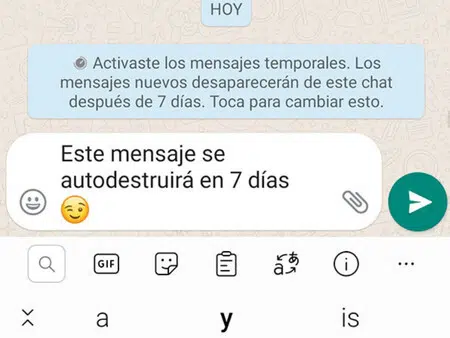 HOY
Activaste los mensajes temporales. Los
mensajes nuevos desaparecerán de este chat
después de 7 días. Toca para cambiar esto.
Este mensaje se
autodestruirá en 7 días
😉
GIF
a あ
a y is